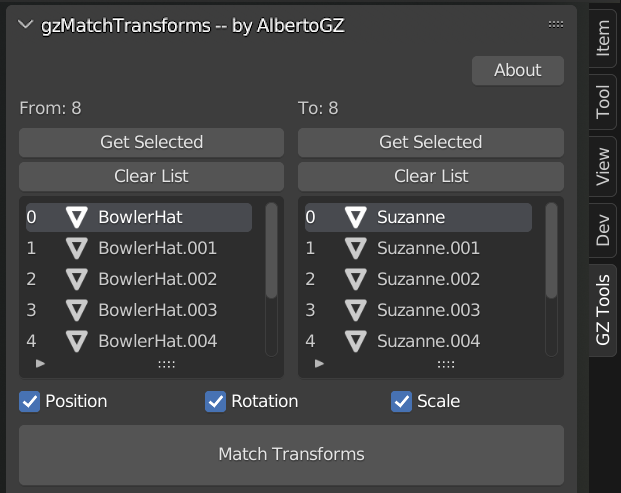 gzMatchTransforms -- by AlbertoGZ
About
From: 8 To: 8
Get Selected Get Selected
Clear List Clear List
0 BowlerHat 0 Suzanne
1 BowlerHat.001 1 Suzanne.001
2 BowlerHat.002 2 Suzanne.002
3 BowlerHat.003 3 Suzanne.003
4 BowlerHat.004 4 Suzanne.004
Position Rotation Scale
Match Transforms
Item
Tool
View
Dev
GZ Tools